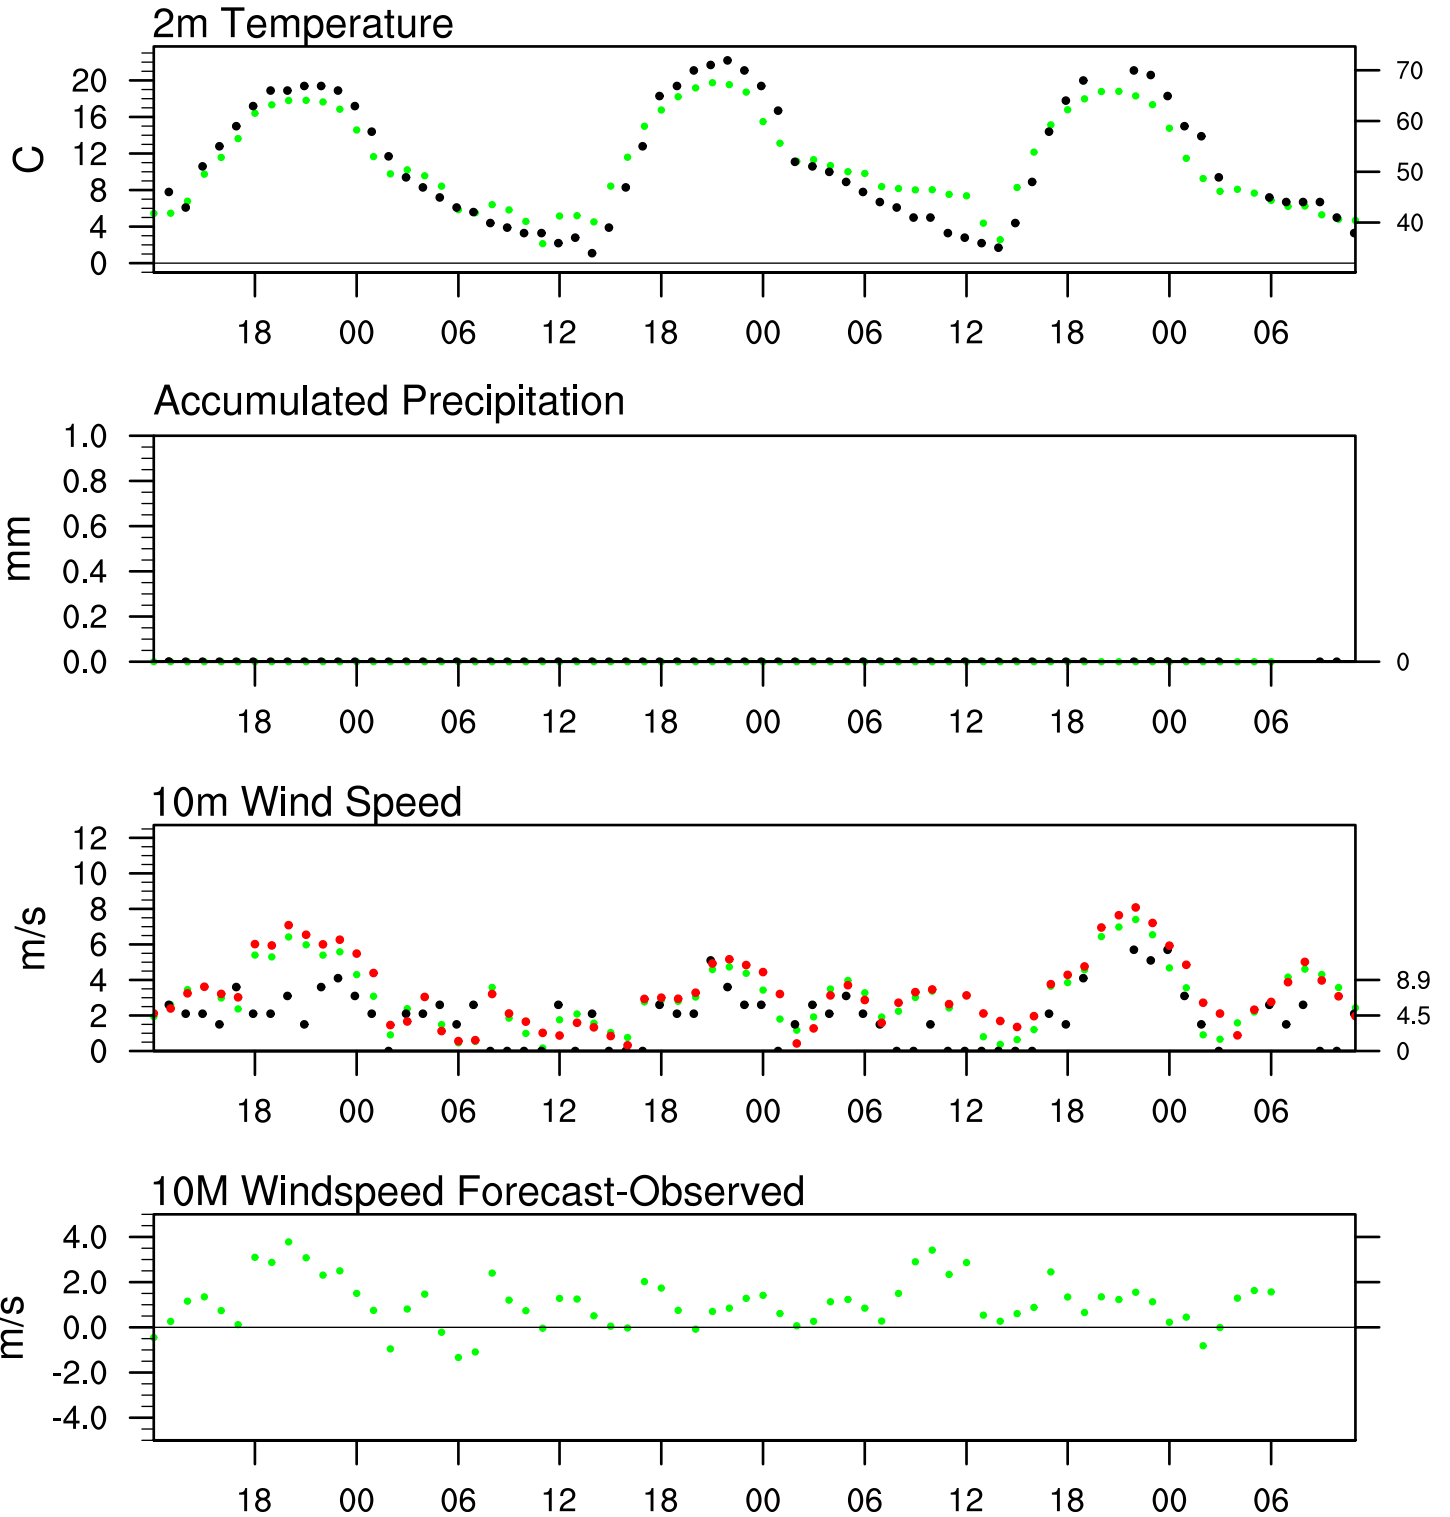 2m Temperature
20
16
12
8
4
0
C
70
60
50
40
18 00 06 12 18 00 06 12 18 00 06
Accumulated Precipitation
1.0
0.8
0.6
0.4
0.2
0.0
mm
0
18 00 06 12 18 00 06 12 18 00 06
10m Wind Speed
12
10
8
6
4
2
0
m/s
8.9
4.5
0
18 00 06 12 18 00 06 12 18 00 06
10M Windspeed Forecast-Observed
4.0
2.0
0.0
-2.0
-4.0
m/s
18 00 06 12 18 00 06 12 18 00 06